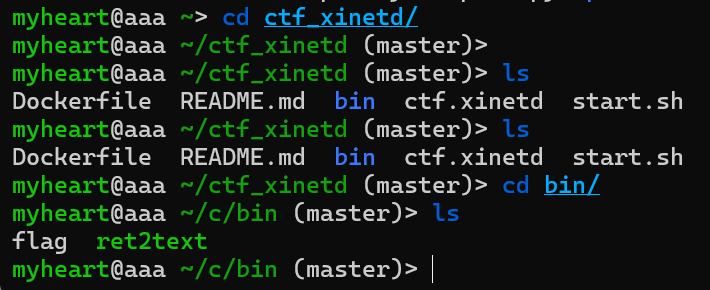 myheart@aaa ~> cd ctf_xinetd/
myheart@aaa ~/ctf_xinetd (master)>
myheart@aaa ~/ctf_xinetd (master)> ls
Dockerfile  README.md  bin  ctf.xinetd  start.sh
myheart@aaa ~/ctf_xinetd (master)> ls
Dockerfile  README.md  bin  ctf.xinetd  start.sh
myheart@aaa ~/ctf_xinetd (master)> cd bin/
myheart@aaa ~/c/bin (master)> ls
flag  ret2text
myheart@aaa ~/c/bin (master)>